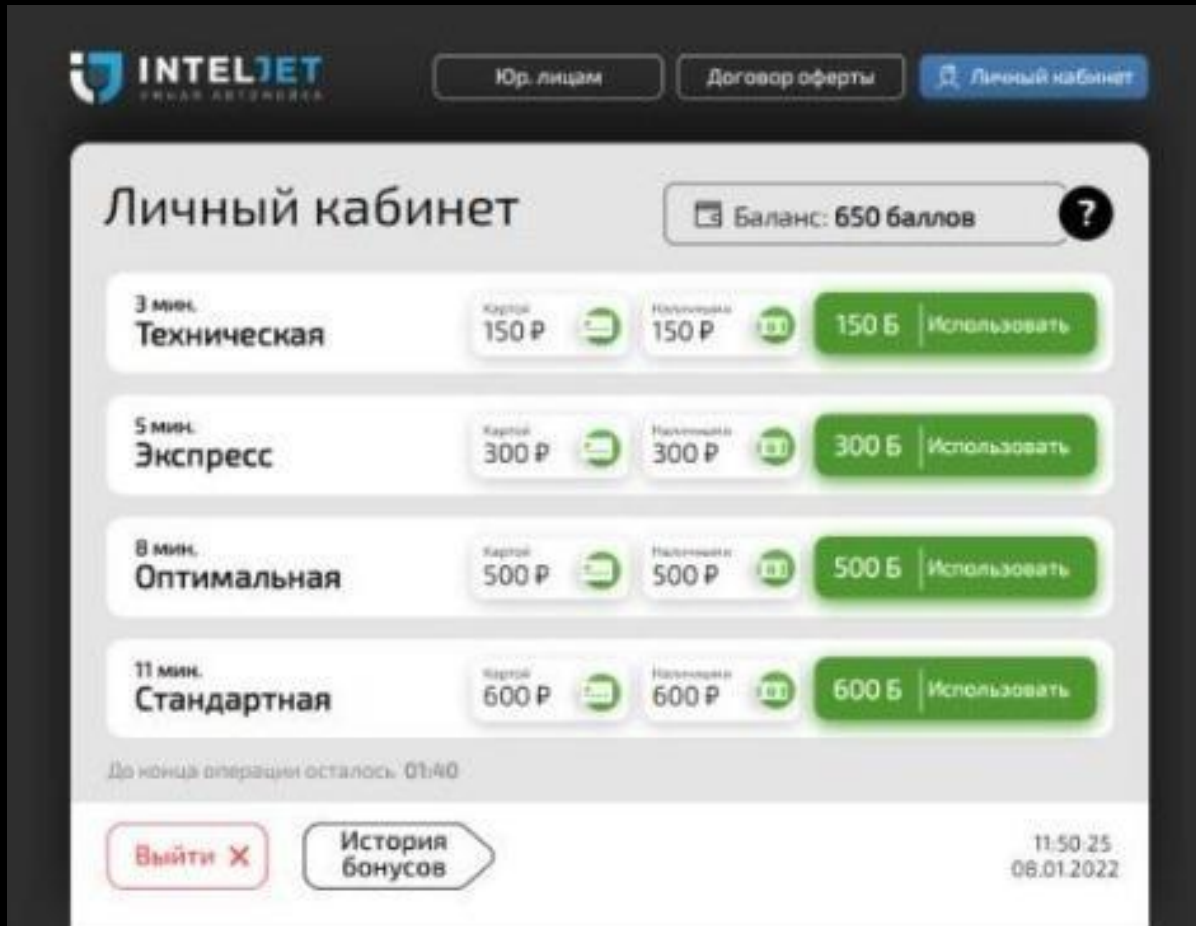 INTELJET
УМНАЯ АВТОМОЙКА
Юр. лицам
Договор оферты
Личный кабинет
Личный кабинет
Баланс: 650 баллов
?
3 мин.
Техническая
Картой
150 ₽
Наличными
150 ₽
150 Б
Использовать
5 мин.
Экспресс
Картой
300 ₽
Наличными
300 ₽
300 Б
Использовать
8 мин.
Оптимальная
Картой
500 ₽
Наличными
500 ₽
500 Б
Использовать
11 мин.
Стандартная
Картой
600 ₽
Наличными
600 ₽
600 Б
Использовать
До конца операции осталось 01:40
Выйти ×
История
бонусов
11:50:25
08.01.2022